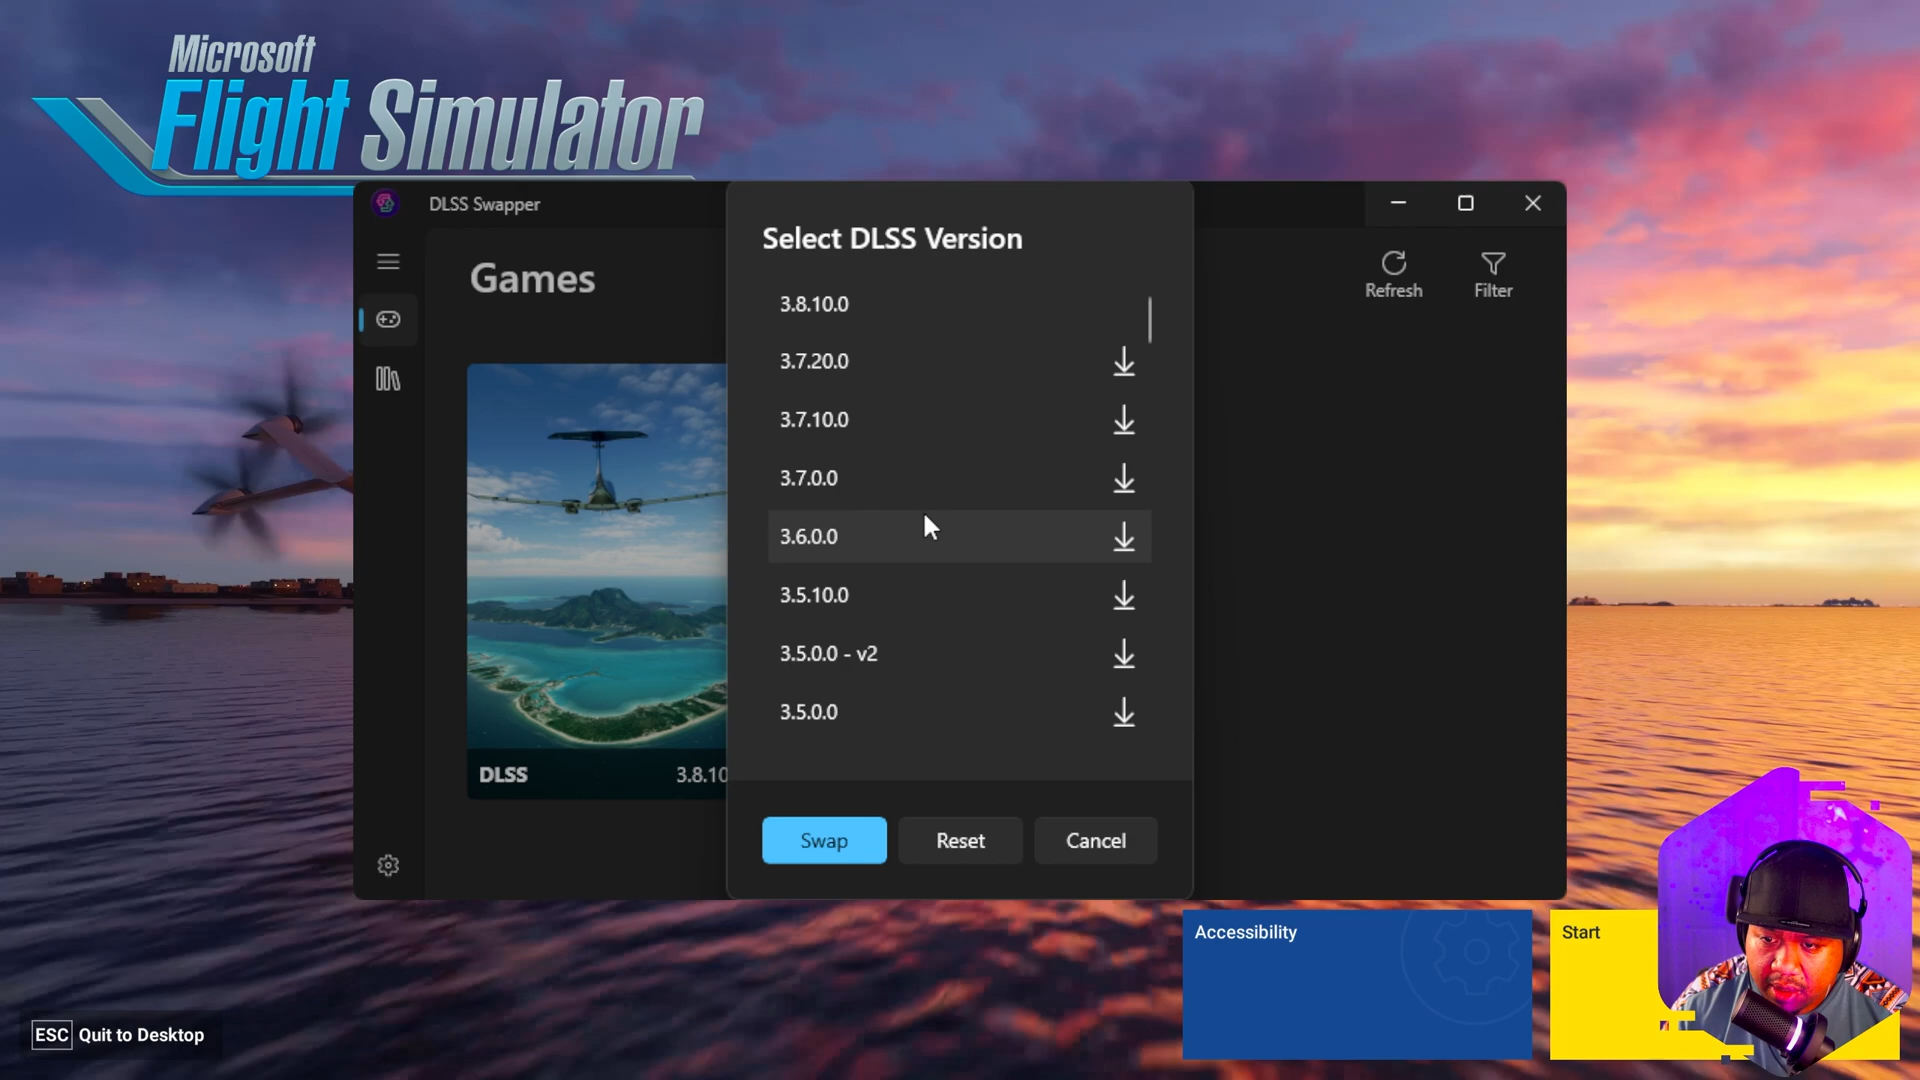 Microsoft
Flight Simulator
DLSS Swapper
Games
Refresh
Filter
DLSS
3.8.10
Select DLSS Version
3.8.10.0
3.7.20.0
3.7.10.0
3.7.0.0
3.6.0.0
3.5.10.0
3.5.0.0 - v2
3.5.0.0
Swap
Reset
Cancel
Accessibility
Start
ESC Quit to Desktop